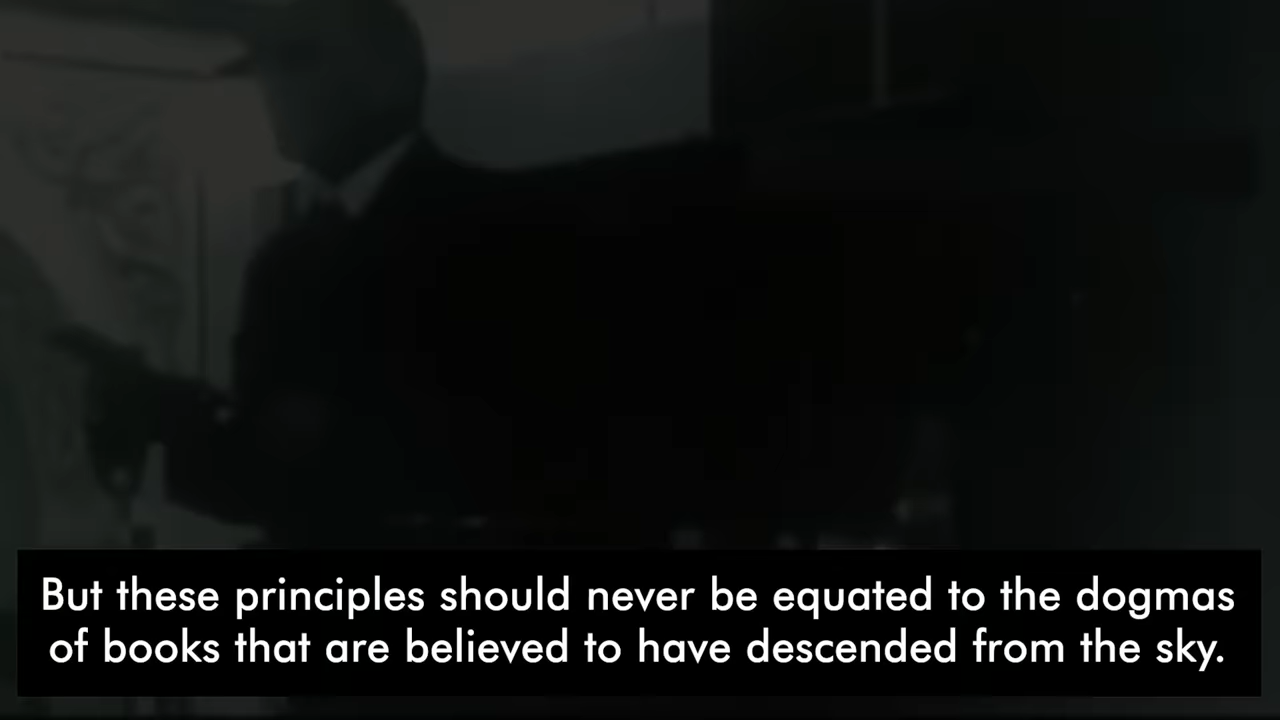 But these principles should never be equated to the dogmas
of books that are believed to have descended from the sky.